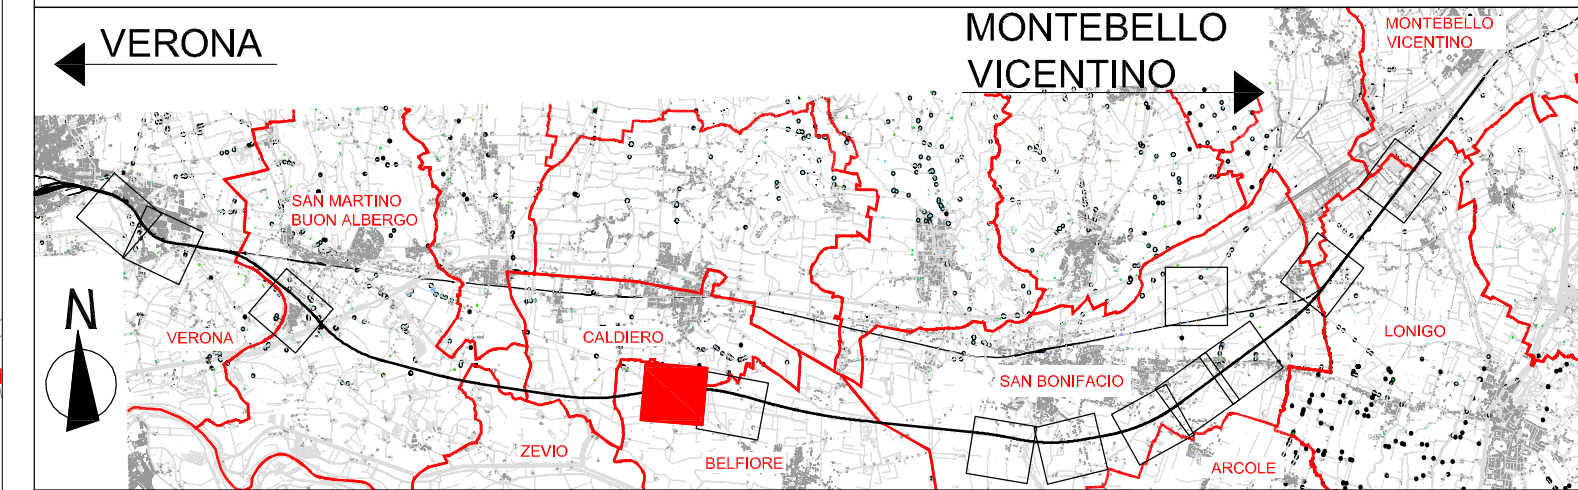 VERONA
MONTEBELLO
VICENTINO
MONTEBELLO
VICENTINO
SAN MARTINO
BUON ALBERGO
N
VERONA
CALDIERO
LONIGO
SAN BONIFACIO
ZEVIO
BELFIORE
ARCOLE